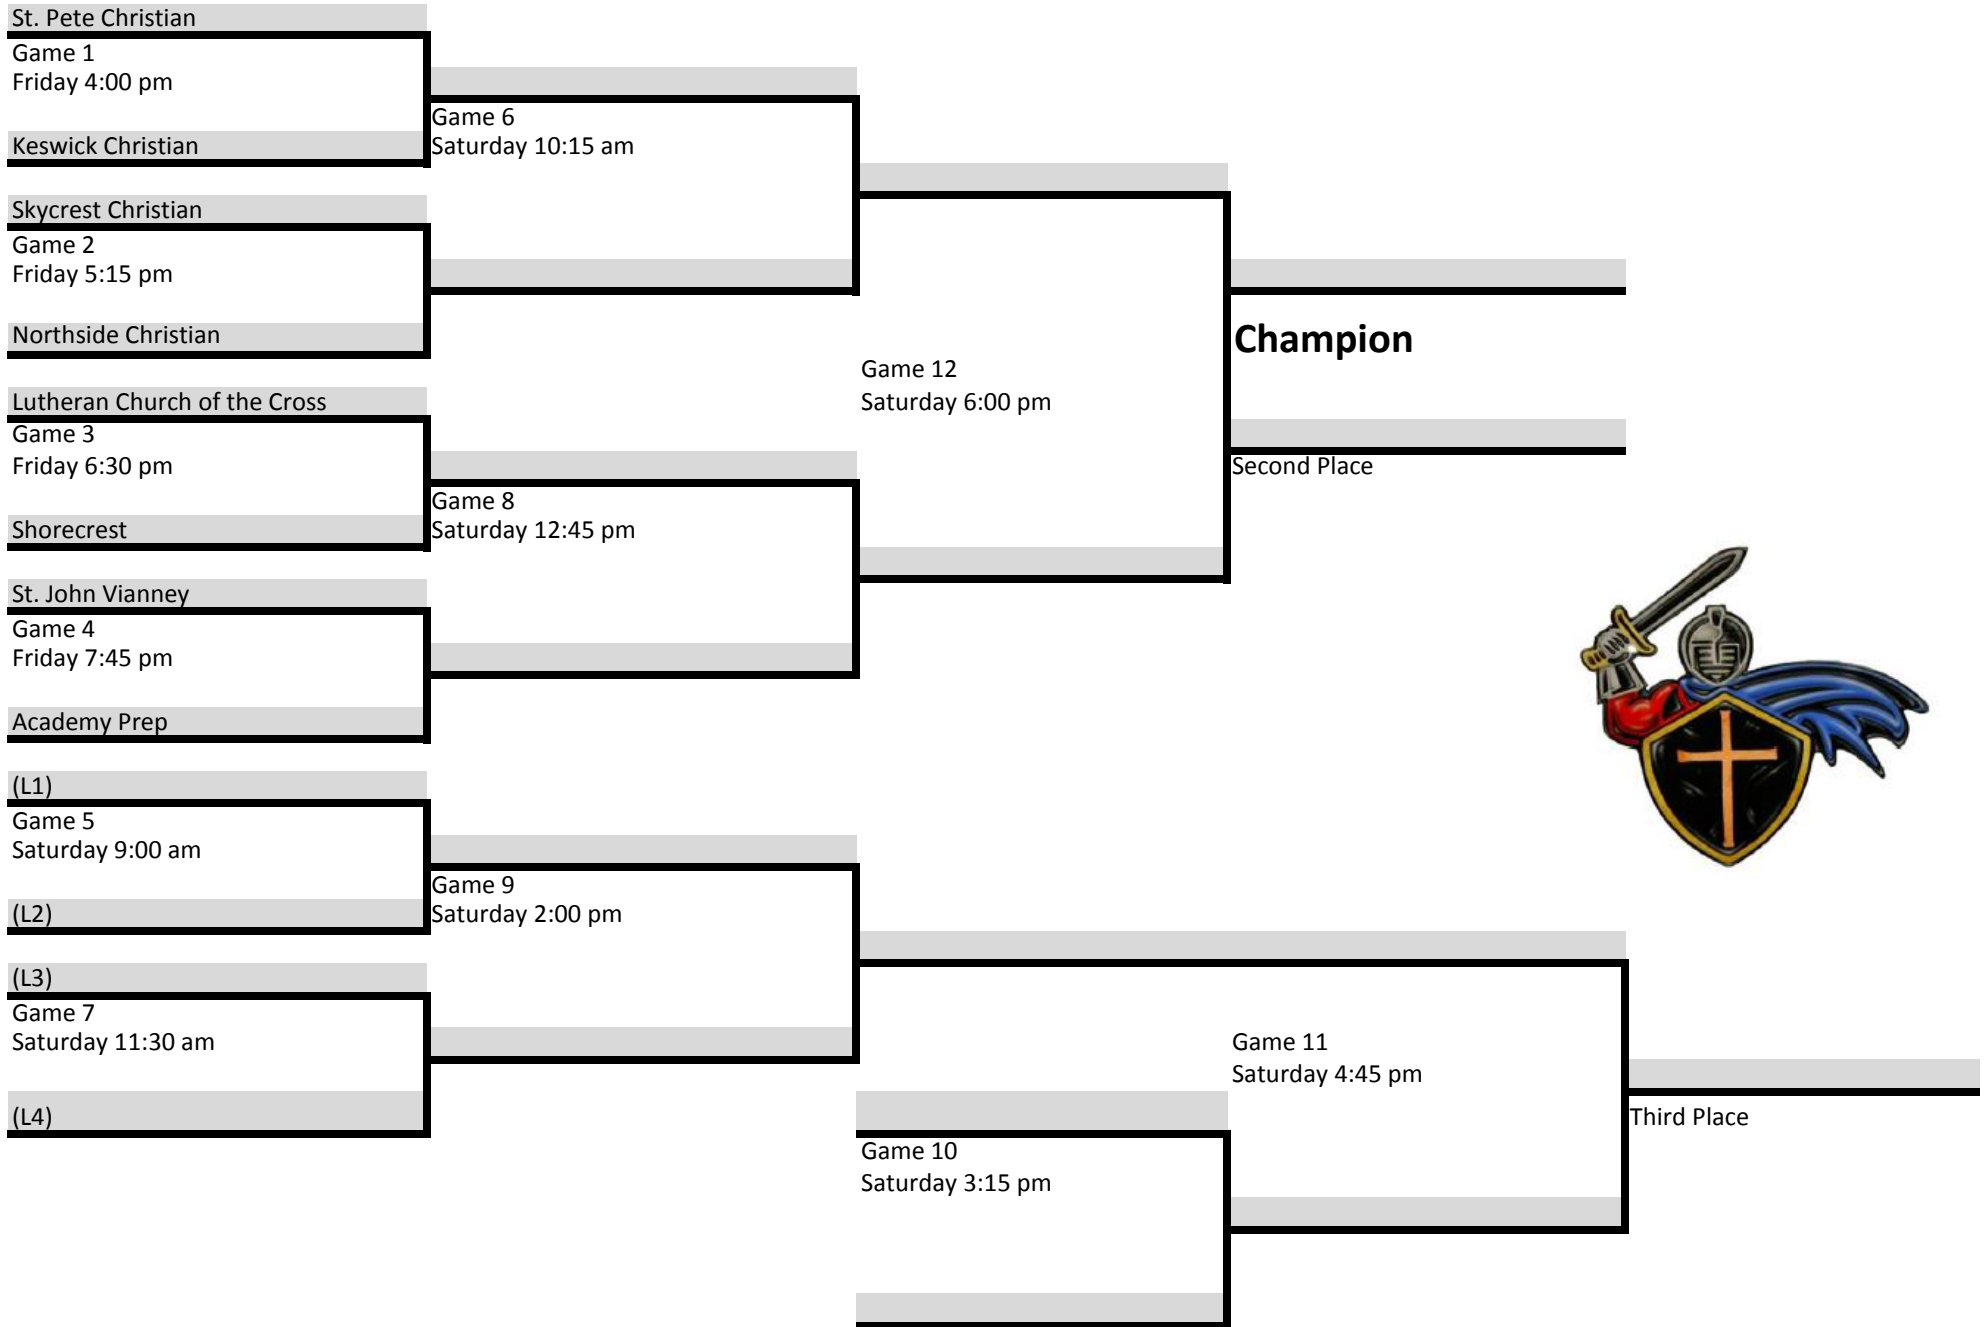 St. Pete Christian
Game 1
Friday 4:00 pm
Keswick Christian
Skycrest Christian
Game 2
Friday 5:15 pm
Northside Christian
Lutheran Church of the Cross
Game 3
Friday 6:30 pm
Shorecrest
St. John Vianney
Game 4
Friday 7:45 pm
Academy Prep
(L1)
Game 5
Saturday 9:00 am
(L2)
(L3)
Game 7
Saturday 11:30 am
(L4)
Game 6
Saturday 10:15 am
Game 8
Saturday 12:45 pm
Game 9
Saturday 2:00 pm
Game 12
Saturday 6:00 pm
Game 10
Saturday 3:15 pm
Champion
Second Place
Game 11
Saturday 4:45 pm
Third Place